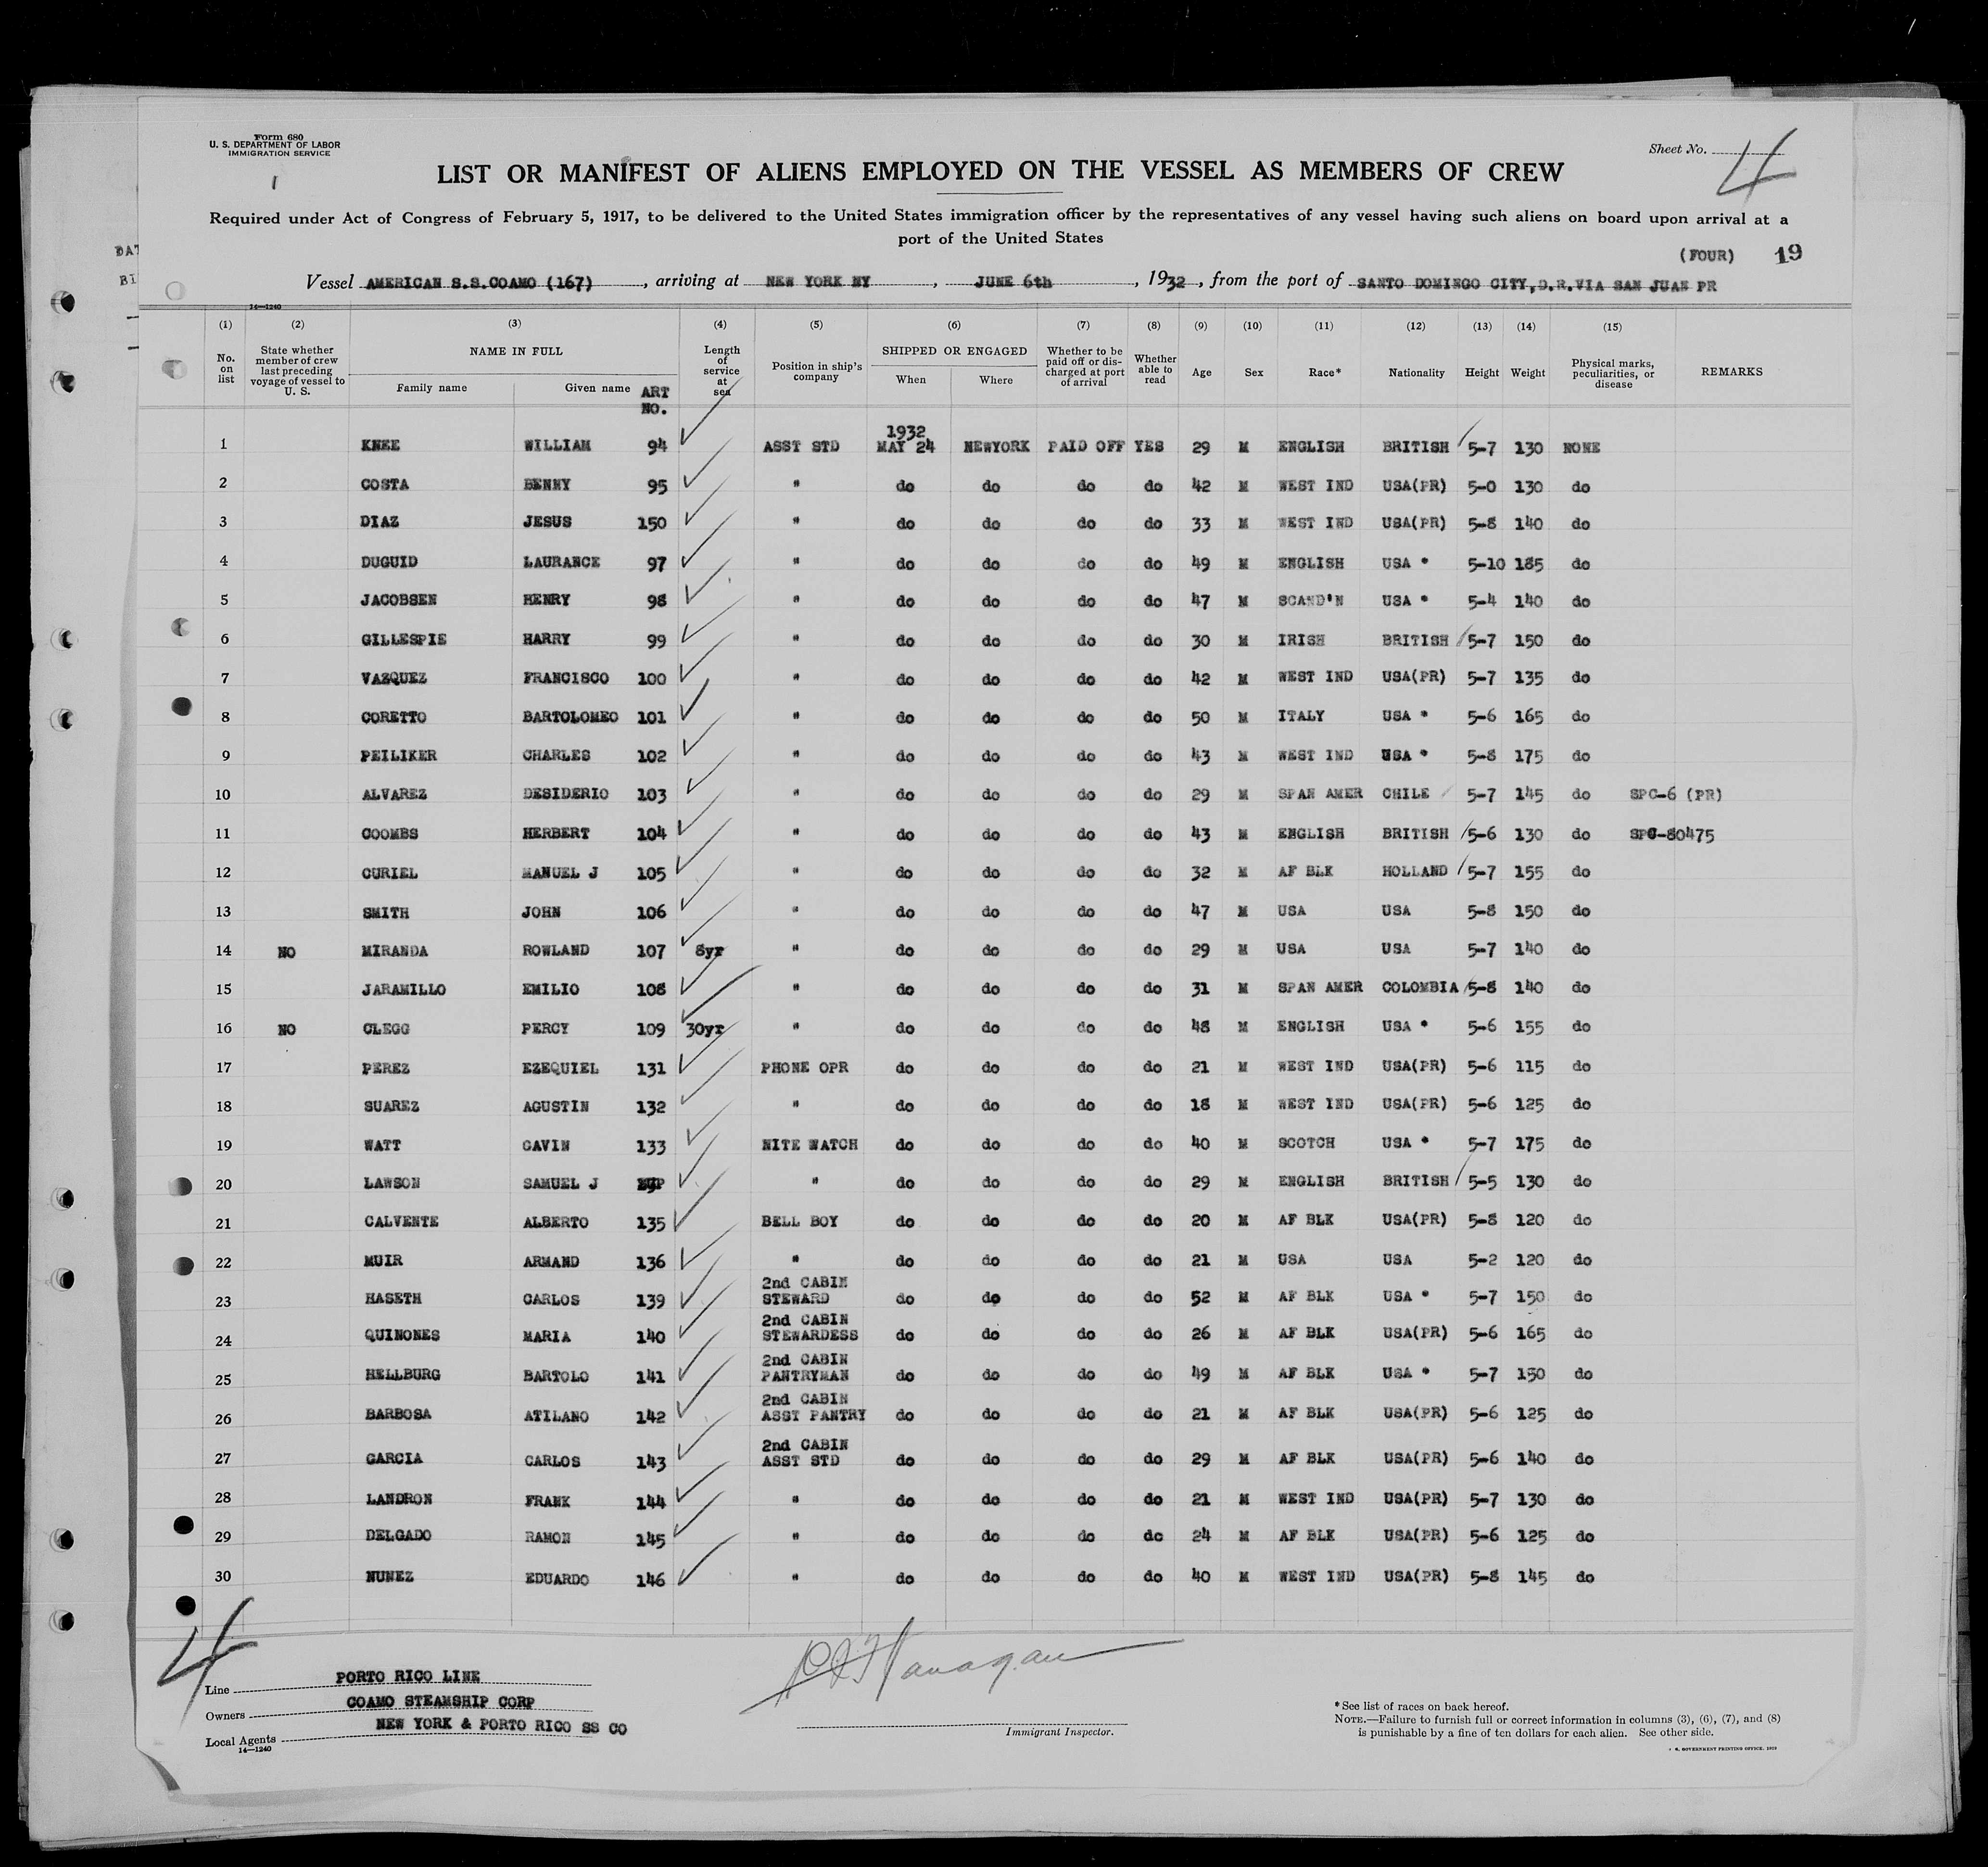 Form 680
U. S. DEPARTMENT OF LABOR
IMMIGRATION SERVICE
Sheet No. 4
LIST OR MANIFEST OF ALIENS EMPLOYED ON THE VESSEL AS MEMBERS OF CREW
Required under Act of Congress of February 5, 1917, to be delivered to the United States immigration officer by the representatives of any vessel having such aliens on board upon arrival at a
port of the United States
(FOUR) 19
Vessel AMERICAN S.S.COAMO (167), arriving at NEW YORK NY, JUNE 6th, 1932, from the port of SANTO DOMINGO CITY,D.R.VIA SAN JUAN PR
14—1240
(1) (2) (3) (4) (5) (6) (7) (8) (9) (10) (11) (12) (13) (14) (15)
No. on list State whether member of crew last preceding voyage of vessel to U. S. NAME IN FULL Family name Given name ART NO. Length of service at sea Position in ship's company SHIPPED OR ENGAGED When Where Whether to be paid off or discharged at port of arrival Whether able to read Age Sex Race* Nationality Height Weight Physical marks, peculiarities, or disease REMARKS
1932
1 KNEE WILLIAM 94 ASST STD MAY 24 NEWYORK PAID OFF YES 29 M ENGLISH BRITISH 5-7 130 NONE
2 COSTA BENNY 95 " do do do do 42 M WEST IND USA(PR) 5-0 130 do
3 DIAZ JESUS 150 " do do do do 33 M WEST IND USA(PR) 5-8 140 do
4 DUGUID LAURANCE 97 " do do do do 49 M ENGLISH USA * 5-10 185 do
5 JACOBSEN HENRY 98 " do do do do 47 M SCAND'N USA * 5-4 140 do
6 GILLESPIE HARRY 99 " do do do do 30 M IRISH BRITISH 5-7 150 do
7 VAZQUEZ FRANCISCO 100 " do do do do 42 M WEST IND USA(PR) 5-7 135 do
8 CORETTO BARTOLOMEO 101 " do do do do 50 M ITALY USA * 5-6 165 do
9 PEILIKER CHARLES 102 " do do do do 43 M WEST IND USA * 5-8 175 do
10 ALVAREZ DESIDERIO 103 " do do do do 29 M SPAN AMER CHILE 5-7 145 do SPC-6 (PR)
11 COOMBS HERBERT 104 " do do do do 43 M ENGLISH BRITISH 5-6 130 do SPC-80475
12 CURIEL MANUEL J 105 " do do do do 32 M AF BLK HOLLAND 5-7 155 do
13 SMITH JOHN 106 " do do do do 47 M USA USA 5-8 150 do
14 NO MIRANDA ROWLAND 107 8yr " do do do do 29 M USA USA 5-7 140 do
15 JARAMILLO EMILIO 108 " do do do do 31 M SPAN AMER COLOMBIA 5-8 140 do
16 NO CLEGG PERCY 109 30yr " do do do do 48 M ENGLISH USA * 5-6 155 do
17 PEREZ EZEQUIEL 131 PHONE OPR do do do do 21 M WEST IND USA(PR) 5-6 115 do
18 SUAREZ AGUSTIN 132 " do do do do 18 M WEST IND USA(PR) 5-6 125 do
19 WATT GAVIN 133 NITE WATCH do do do do 40 M SCOTCH USA * 5-7 175 do
20 LAWSON SAMUEL J " do do do do 29 M ENGLISH BRITISH 5-5 130 do
21 CALVENTE ALBERTO 135 BELL BOY do do do do 20 M AF BLK USA(PR) 5-8 120 do
22 MUIR ARMAND 136 " do do do do 21 M USA USA 5-2 120 do
23 HASETH CARLOS 139 2nd CABIN STEWARD do do do do 52 M AF BLK USA * 5-7 150 do
24 QUINONES MARIA 140 2nd CABIN STEWARDESS do do do do 26 M AF BLK USA(PR) 5-6 165 do
25 HELLBURG BARTOLO 141 2nd CABIN PANTRYMAN do do do do 49 M AF BLK USA * 5-7 150 do
26 BARBOSA ATILANO 142 2nd CABIN ASST PANTRY do do do do 21 M AF BLK USA(PR) 5-6 125 do
27 GARCIA CARLOS 143 2nd CABIN ASST STD do do do do 29 M AF BLK USA(PR) 5-6 140 do
28 LANDRON FRANK 144 " do do do do 21 M WEST IND USA(PR) 5-7 130 do
29 DELGADO RAMON 145 " do do do do 24 M AF BLK USA(PR) 5-6 125 do
30 NUNEZ EDUARDO 146 " do do do do 40 M WEST IND USA(PR) 5-8 145 do
4
Line PORTO RICO LINE
Owners COAMO STEAMSHIP CORP
Local Agents NEW YORK & PORTO RICO SS CO
14—1240
Immigrant Inspector.
*See list of races on back hereof.
NOTE.—Failure to furnish full or correct information in columns (3), (6), (7), and (8)
is punishable by a fine of ten dollars for each alien. See other side.